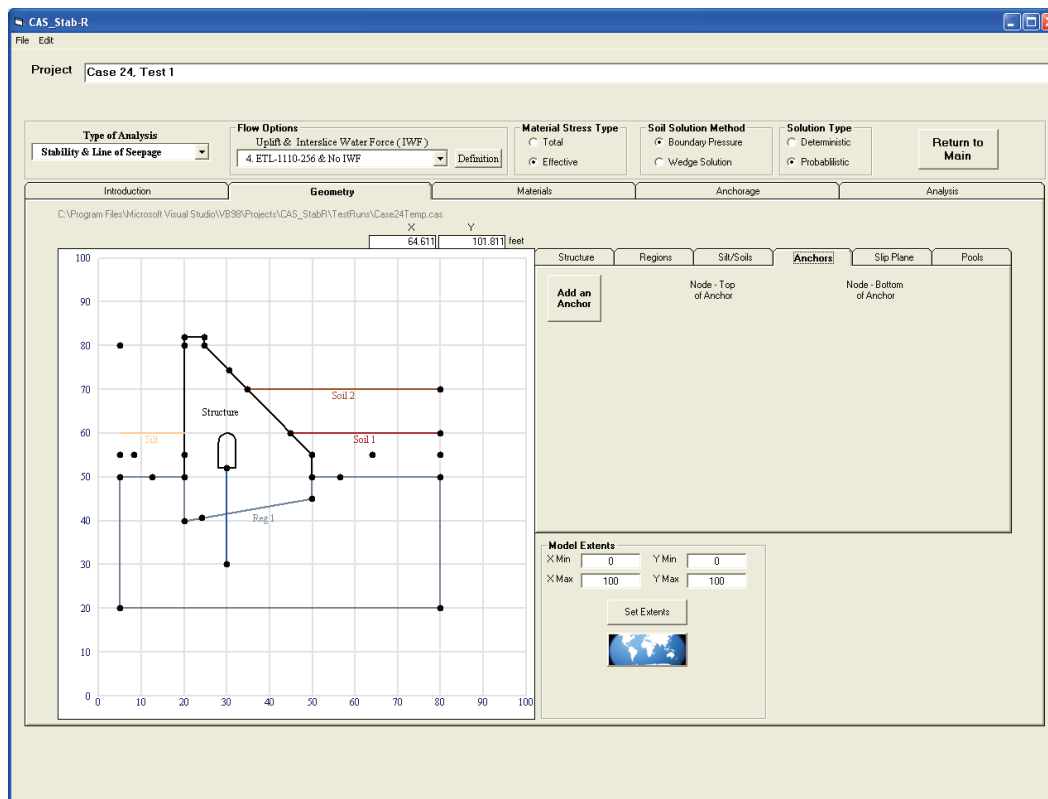 CAS_Stab-R
File Edit
Project Case 24, Test 1
Type of Analysis
Stability & Line of Seepage
Flow Options
Uplift & Interslice Water Force ( IWF )
4. ETL-1110-256 & No IWF
Definition
Material Stress Type
Total
Effective
Soil Solution Method
Boundary Pressure
Wedge Solution
Solution Type
Deterministic
Probablilistic
Return to
Main
Introduction Geometry Materials Anchorage Analysis
C:\Program Files\Microsoft Visual Studio\VB98\Projects\CAS_StabR\TestRuns\Case24Temp.cas
X Y
64.611 101.811 feet
100
90
80
70
60
50
40
30
20
10
0
0 10 20 30 40 50 60 70 80 90 100
Soil 2
Structure
Silt
Soil 1
Reg 1
Structure Regions Silt/Soils Anchors Slip Plane Pools
Add an
Anchor
Node - Top
of Anchor
Node - Bottom
of Anchor
Model Extents
X Min 0 Y Min 0
X Max 100 Y Max 100
Set Extents